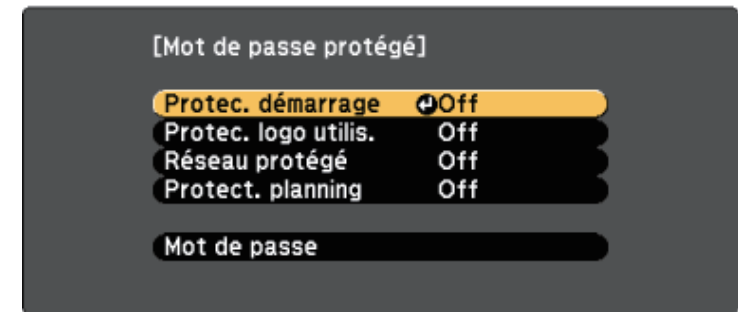 [Mot de passe protégé]
Protec. démarrage Off
Protec. logo utilis. Off
Réseau protégé Off
Protect. planning Off
Mot de passe